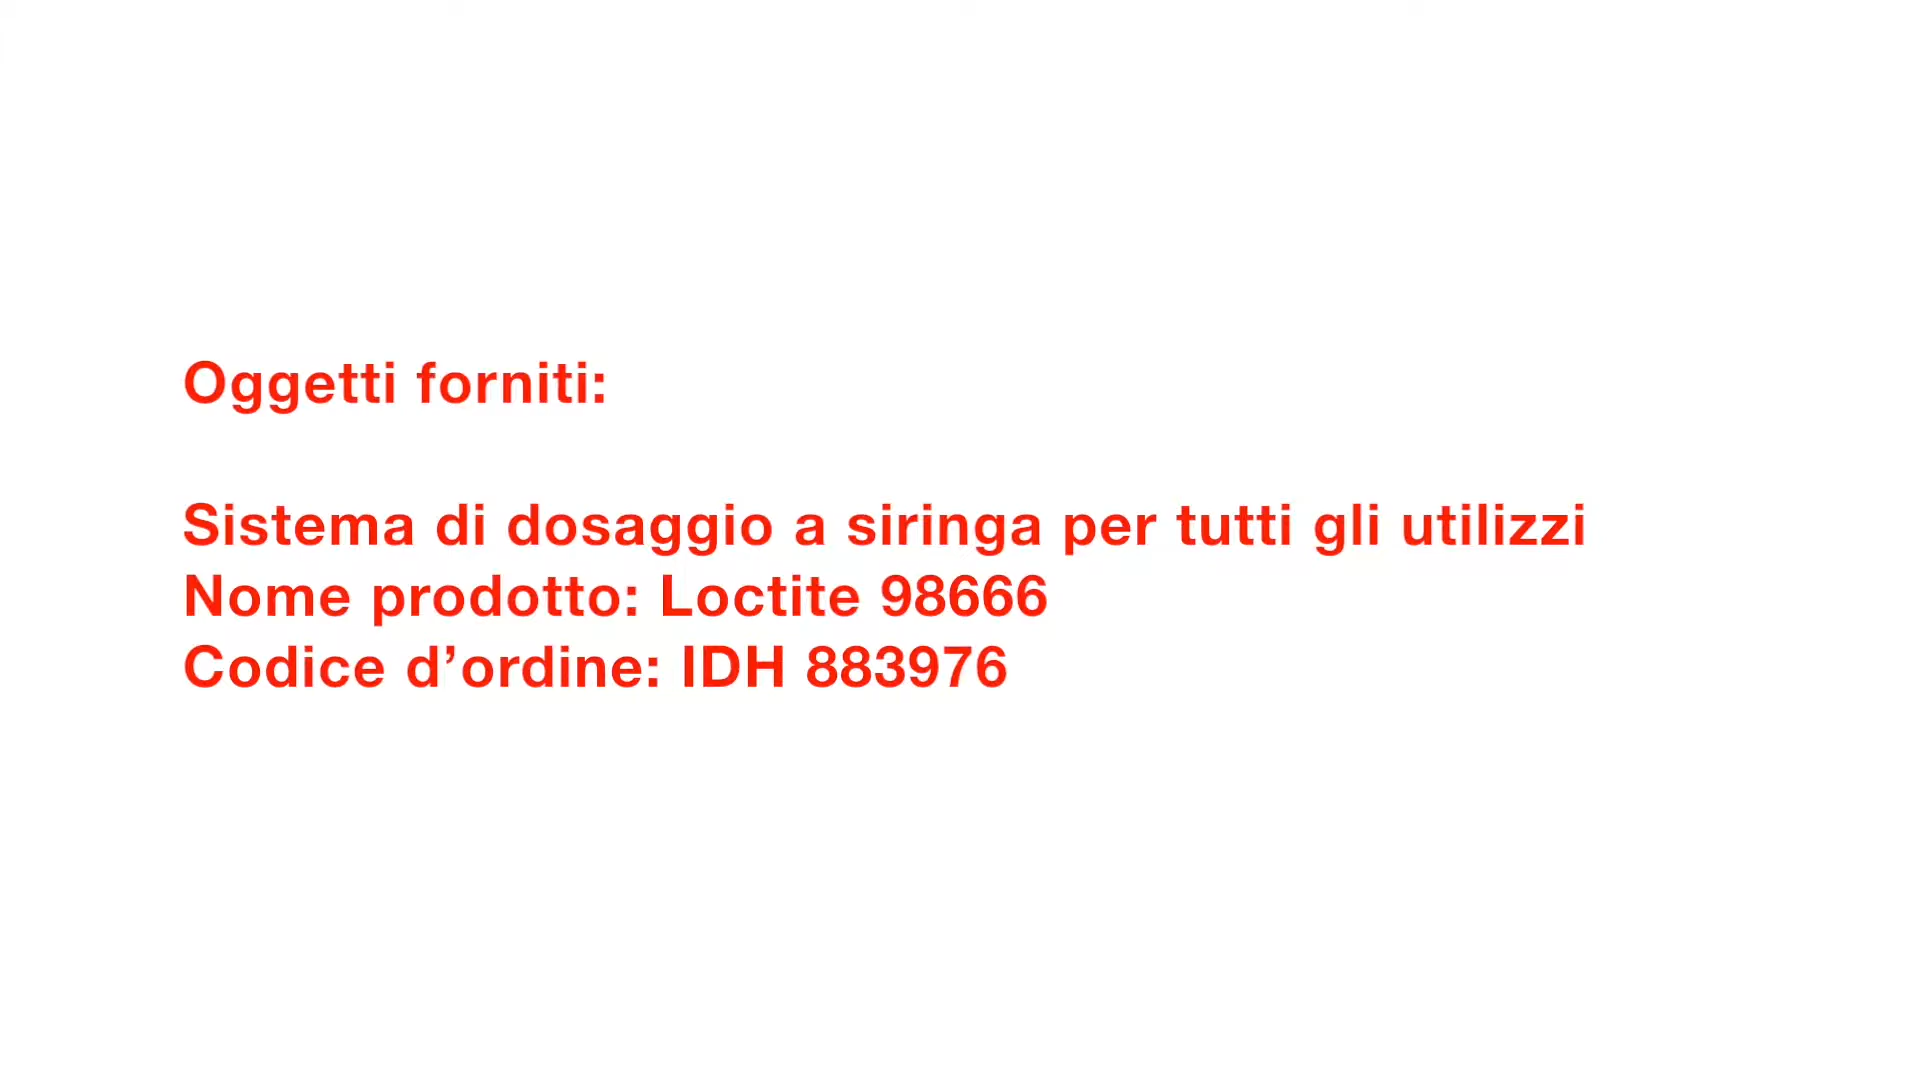 Oggetti forniti:
Sistema di dosaggio a siringa per tutti gli utilizzi
Nome prodotto: Loctite 98666
Codice d’ordine: IDH 883976